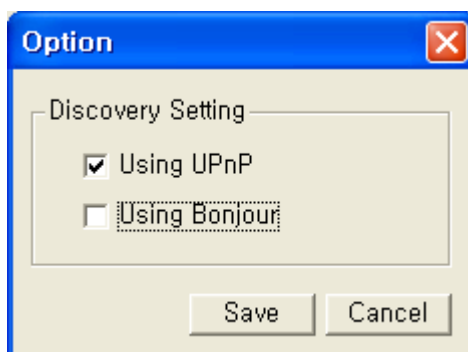 Option
Discovery Setting
Using UPnP
Using Bonjour
Save Cancel